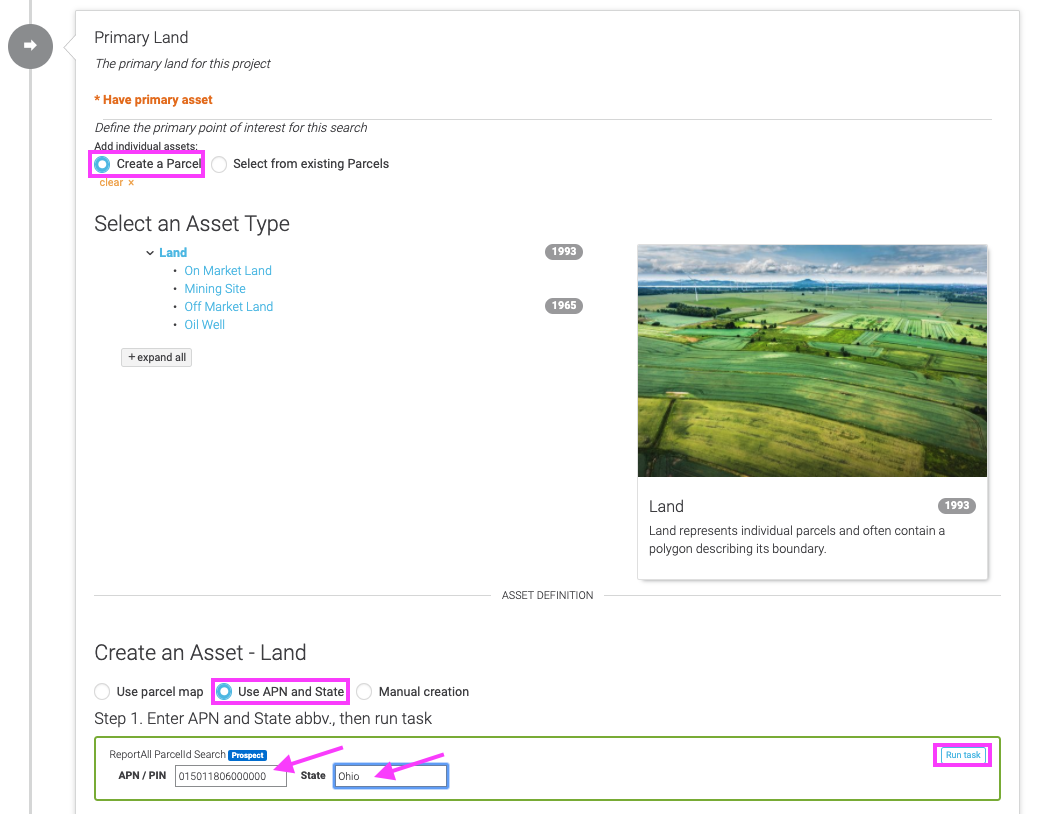 Primary Land
The primary land for this project
* Have primary asset
Define the primary point of interest for this search
Add individual assets:
Create a Parcel Select from existing Parcels
clear ×
Select an Asset Type
Land 1993
• On Market Land
• Mining Site
• Off Market Land 1965
• Oil Well
+ expand all
Land 1993
Land represents individual parcels and often contain a
polygon describing its boundary.
ASSET DEFINITION
Create an Asset - Land
Use parcel map Use APN and State Manual creation
Step 1. Enter APN and State abbv., then run task
ReportAll ParcelId Search Prospect Run task
APN / PIN 015011806000000 State Ohio